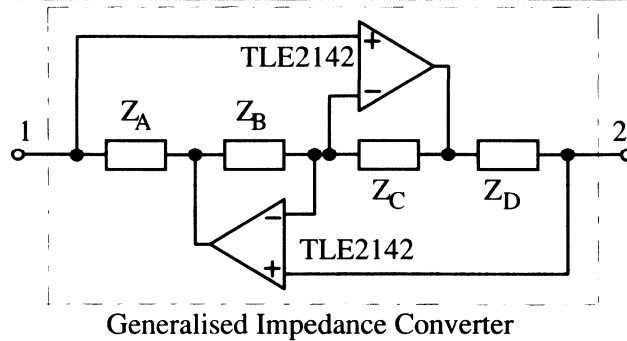 TLE2142
+
−
1
Z_A
Z_B
2
Z_C
Z_D
−
+
TLE2142
Generalised Impedance Converter